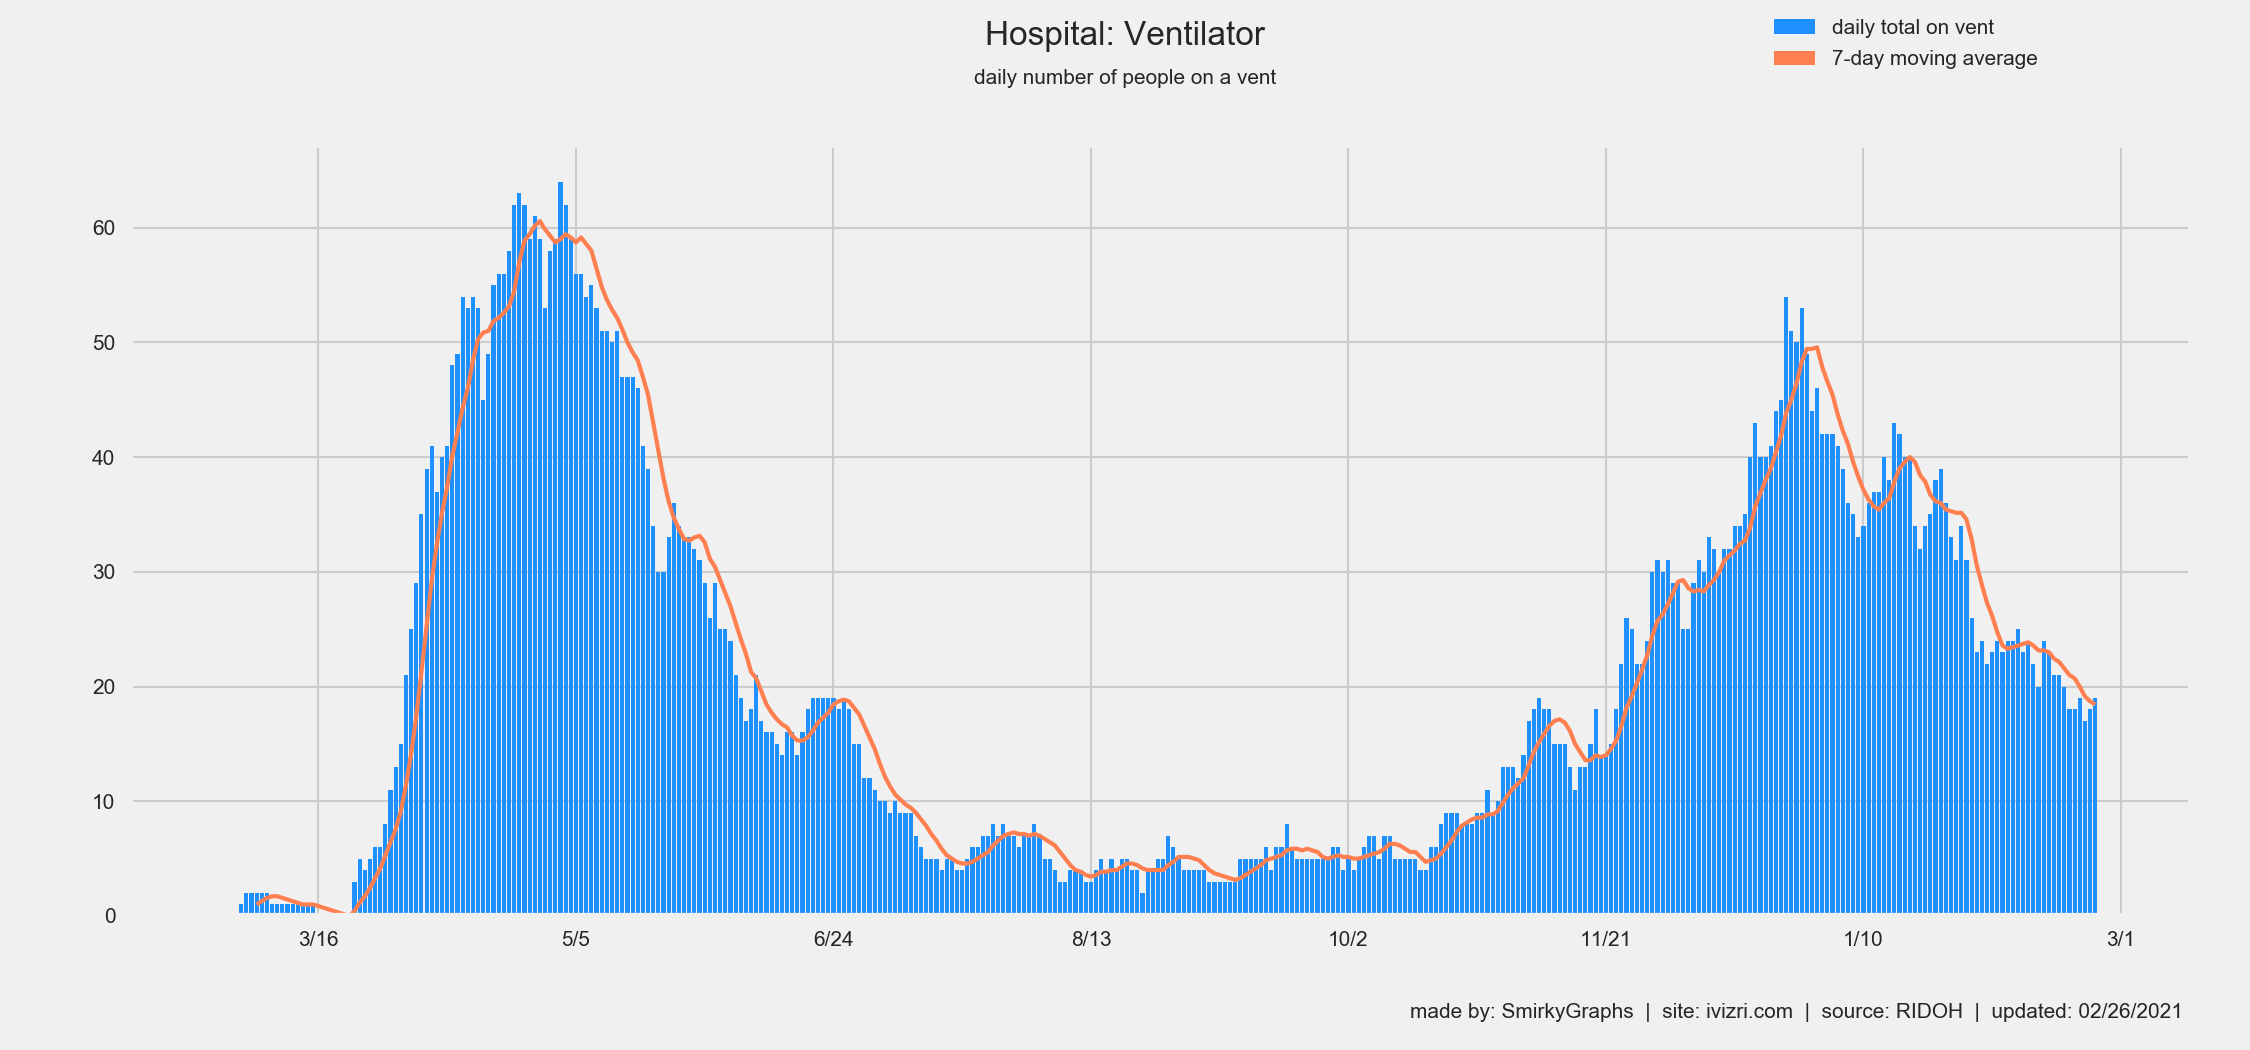 Hospital: Ventilator
daily number of people on a vent
daily total on vent
7-day moving average
60
50
40
30
20
10
0
3/16 5/5 6/24 8/13 10/2 11/21 1/10 3/1
made by: SmirkyGraphs | site: ivizri.com | source: RIDOH | updated: 02/26/2021